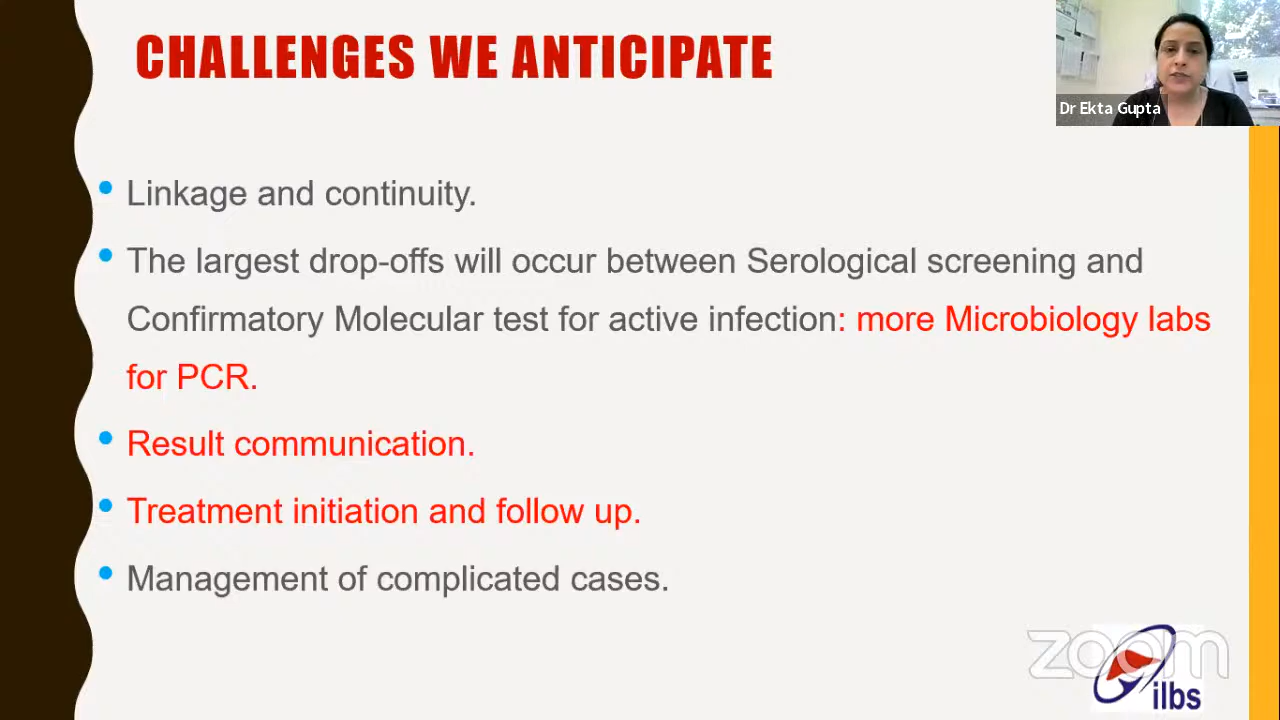 CHALLENGES WE ANTICIPATE
Dr Ekta Gupta
Linkage and continuity.
The largest drop-offs will occur between Serological screening and
Confirmatory Molecular test for active infection: more Microbiology labs
for PCR.
Result communication.
Treatment initiation and follow up.
Management of complicated cases.
zoom
ilbs